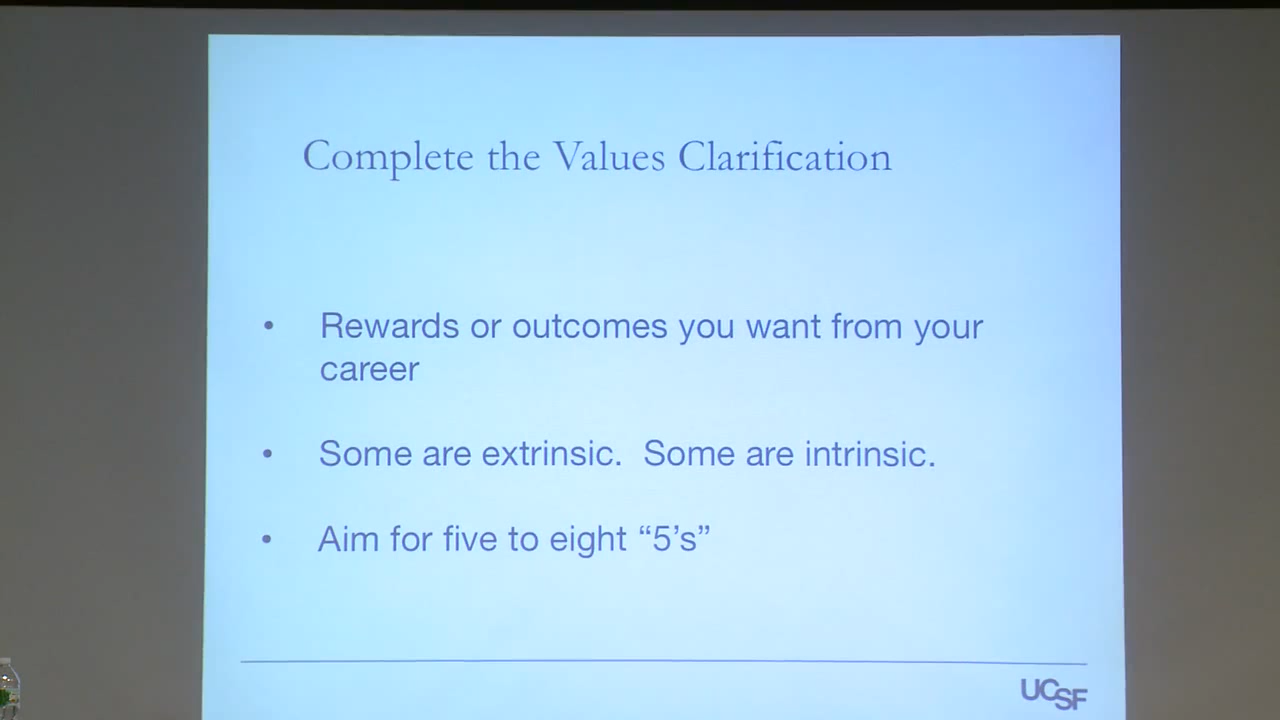 Complete the Values Clarification
• Rewards or outcomes you want from your
career
• Some are extrinsic.  Some are intrinsic.
• Aim for five to eight “5’s”
UCSF